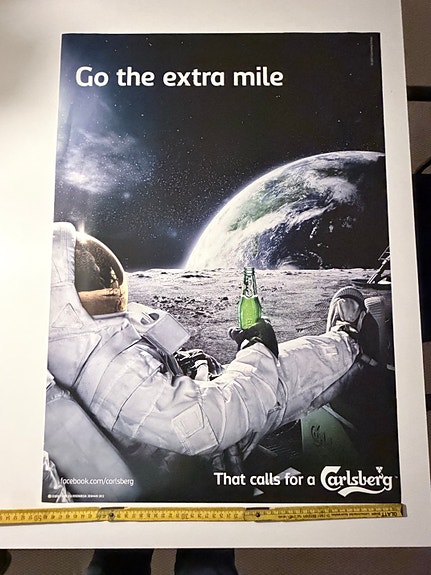 Go the extra mile
facebook.com/carlsberg
That calls for a Carlsberg